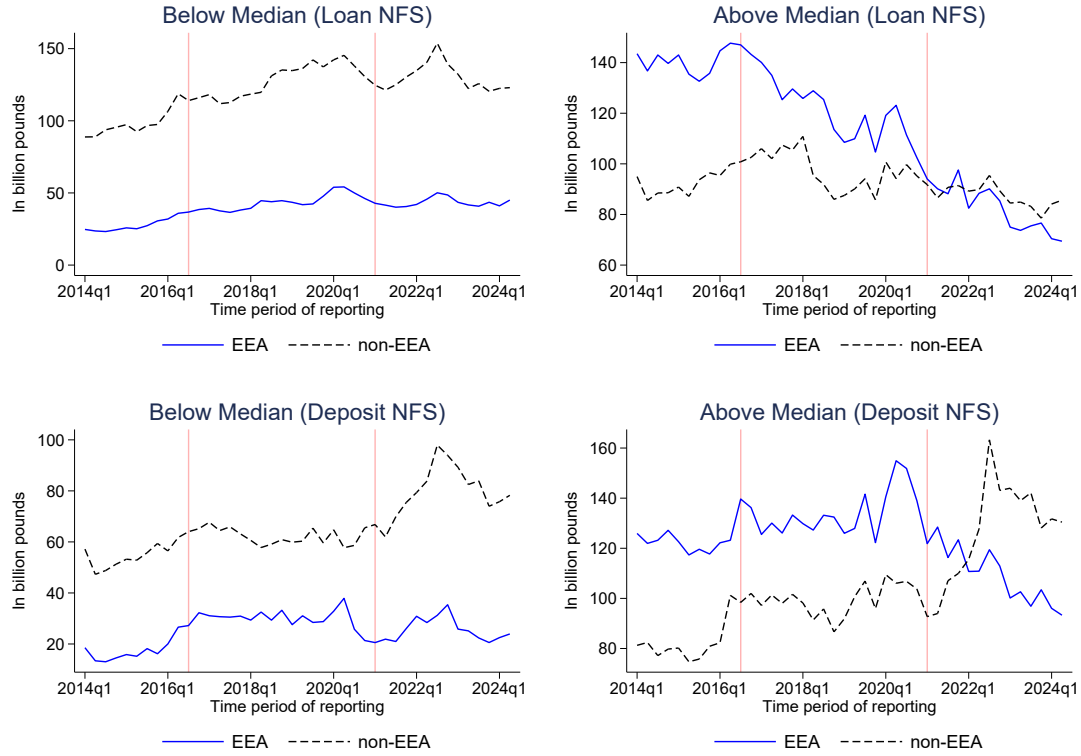 Below Median (Loan NFS)
In billion pounds
150
100
50
0
2014q1 2016q1 2018q1 2020q1 2022q1 2024q1
Time period of reporting
EEA non-EEA
Above Median (Loan NFS)
In billion pounds
140
120
100
80
60
2014q1 2016q1 2018q1 2020q1 2022q1 2024q1
Time period of reporting
EEA non-EEA
Below Median (Deposit NFS)
In billion pounds
100
80
60
40
20
2014q1 2016q1 2018q1 2020q1 2022q1 2024q1
Time period of reporting
EEA non-EEA
Above Median (Deposit NFS)
In billion pounds
160
140
120
100
80
2014q1 2016q1 2018q1 2020q1 2022q1 2024q1
Time period of reporting
EEA non-EEA